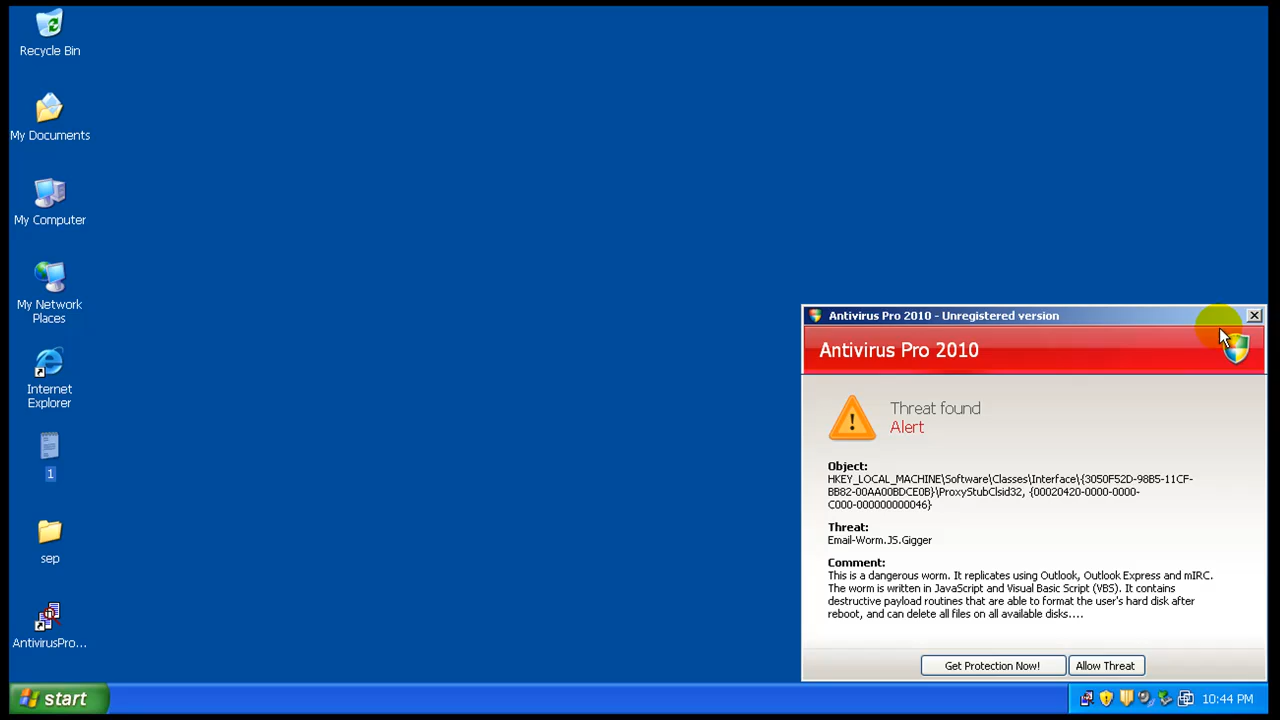 Recycle Bin
My Documents
My Computer
My Network
Places
Internet
Explorer
1
sep
AntivirusPro...
Antivirus Pro 2010 - Unregistered version
Antivirus Pro 2010
Threat found
Alert
Object:
HKEY_LOCAL_MACHINE\Software\Classes\Interface\{3050F52D-98B5-11CF-
BB82-00AA00BDCE0B}\ProxyStubClsid32, {00020420-0000-0000-
C000-000000000046}
Threat:
Email-Worm.JS.Gigger
Comment:
This is a dangerous worm. It replicates using Outlook, Outlook Express and mIRC.
The worm is written in JavaScript and Visual Basic Script (VBS). It contains
destructive payload routines that are able to format the user's hard disk after
reboot, and can delete all files on all available disks....
Get Protection Now!
Allow Threat
start
10:44 PM